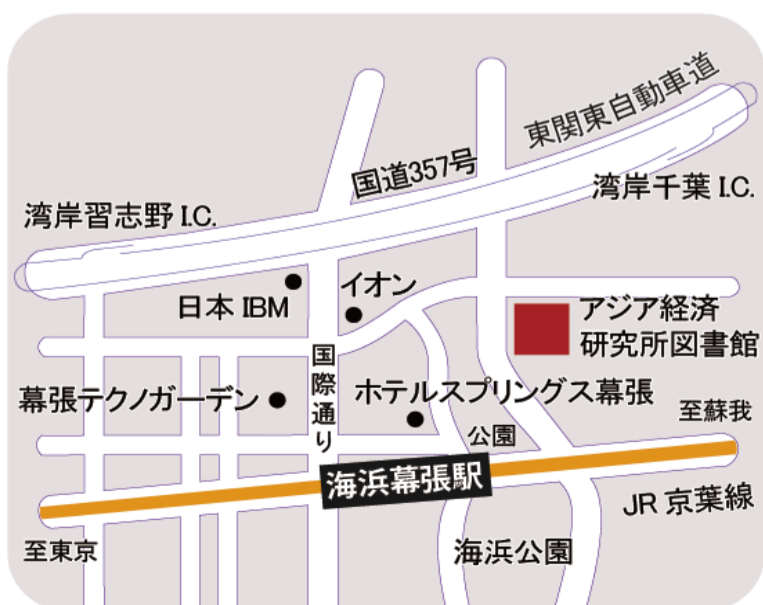 東関東自動車道
国道357号
湾岸千葉 I.C.
湾岸習志野 I.C.
日本 IBM
イオン
アジア経済
研究所図書館
国際通り
幕張テクノガーデン
ホテルスプリングス幕張
至蘇我
公園
海浜幕張駅
JR 京葉線
至東京
海浜公園